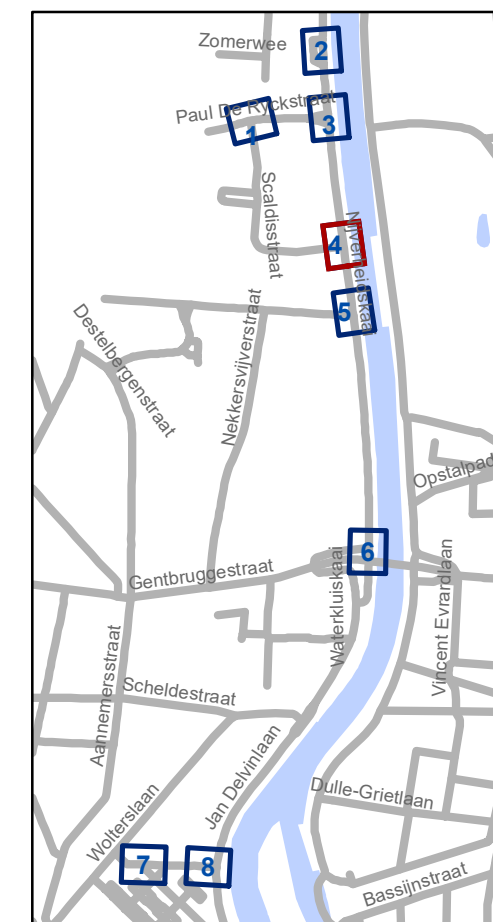 Zomerwee
2
Paul De Ryckstraat
1
3
Scaldisstraat
4
Nijverheidskaai
5
Destelbergenstraat
Nekkersvijverstraat
Opstalpad
6
Gentbruggestraat
Waterkluiskaai
Vincent Evrardlaan
Aannemersstraat
Scheldestraat
Jan Delvinlaan
Dulle-Grietlaan
Wolterslaan
7
8
Bassijnstraat